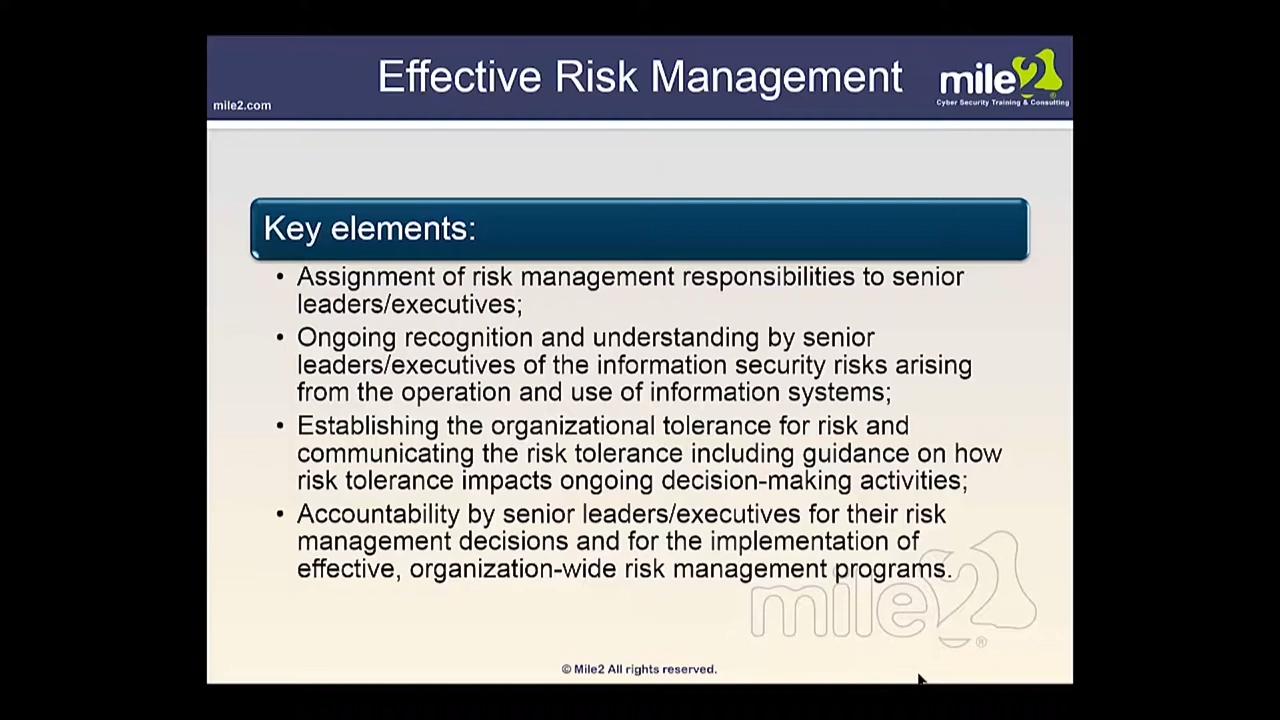 Effective Risk Management
mile2
®
Cyber Security Training & Consulting
mile2.com
Key elements:
• Assignment of risk management responsibilities to senior
leaders/executives;
• Ongoing recognition and understanding by senior
leaders/executives of the information security risks arising
from the operation and use of information systems;
• Establishing the organizational tolerance for risk and
communicating the risk tolerance including guidance on how
risk tolerance impacts ongoing decision-making activities;
• Accountability by senior leaders/executives for their risk
management decisions and for the implementation of
effective, organization-wide risk management programs.
mile2
®
© Mile2 All rights reserved.